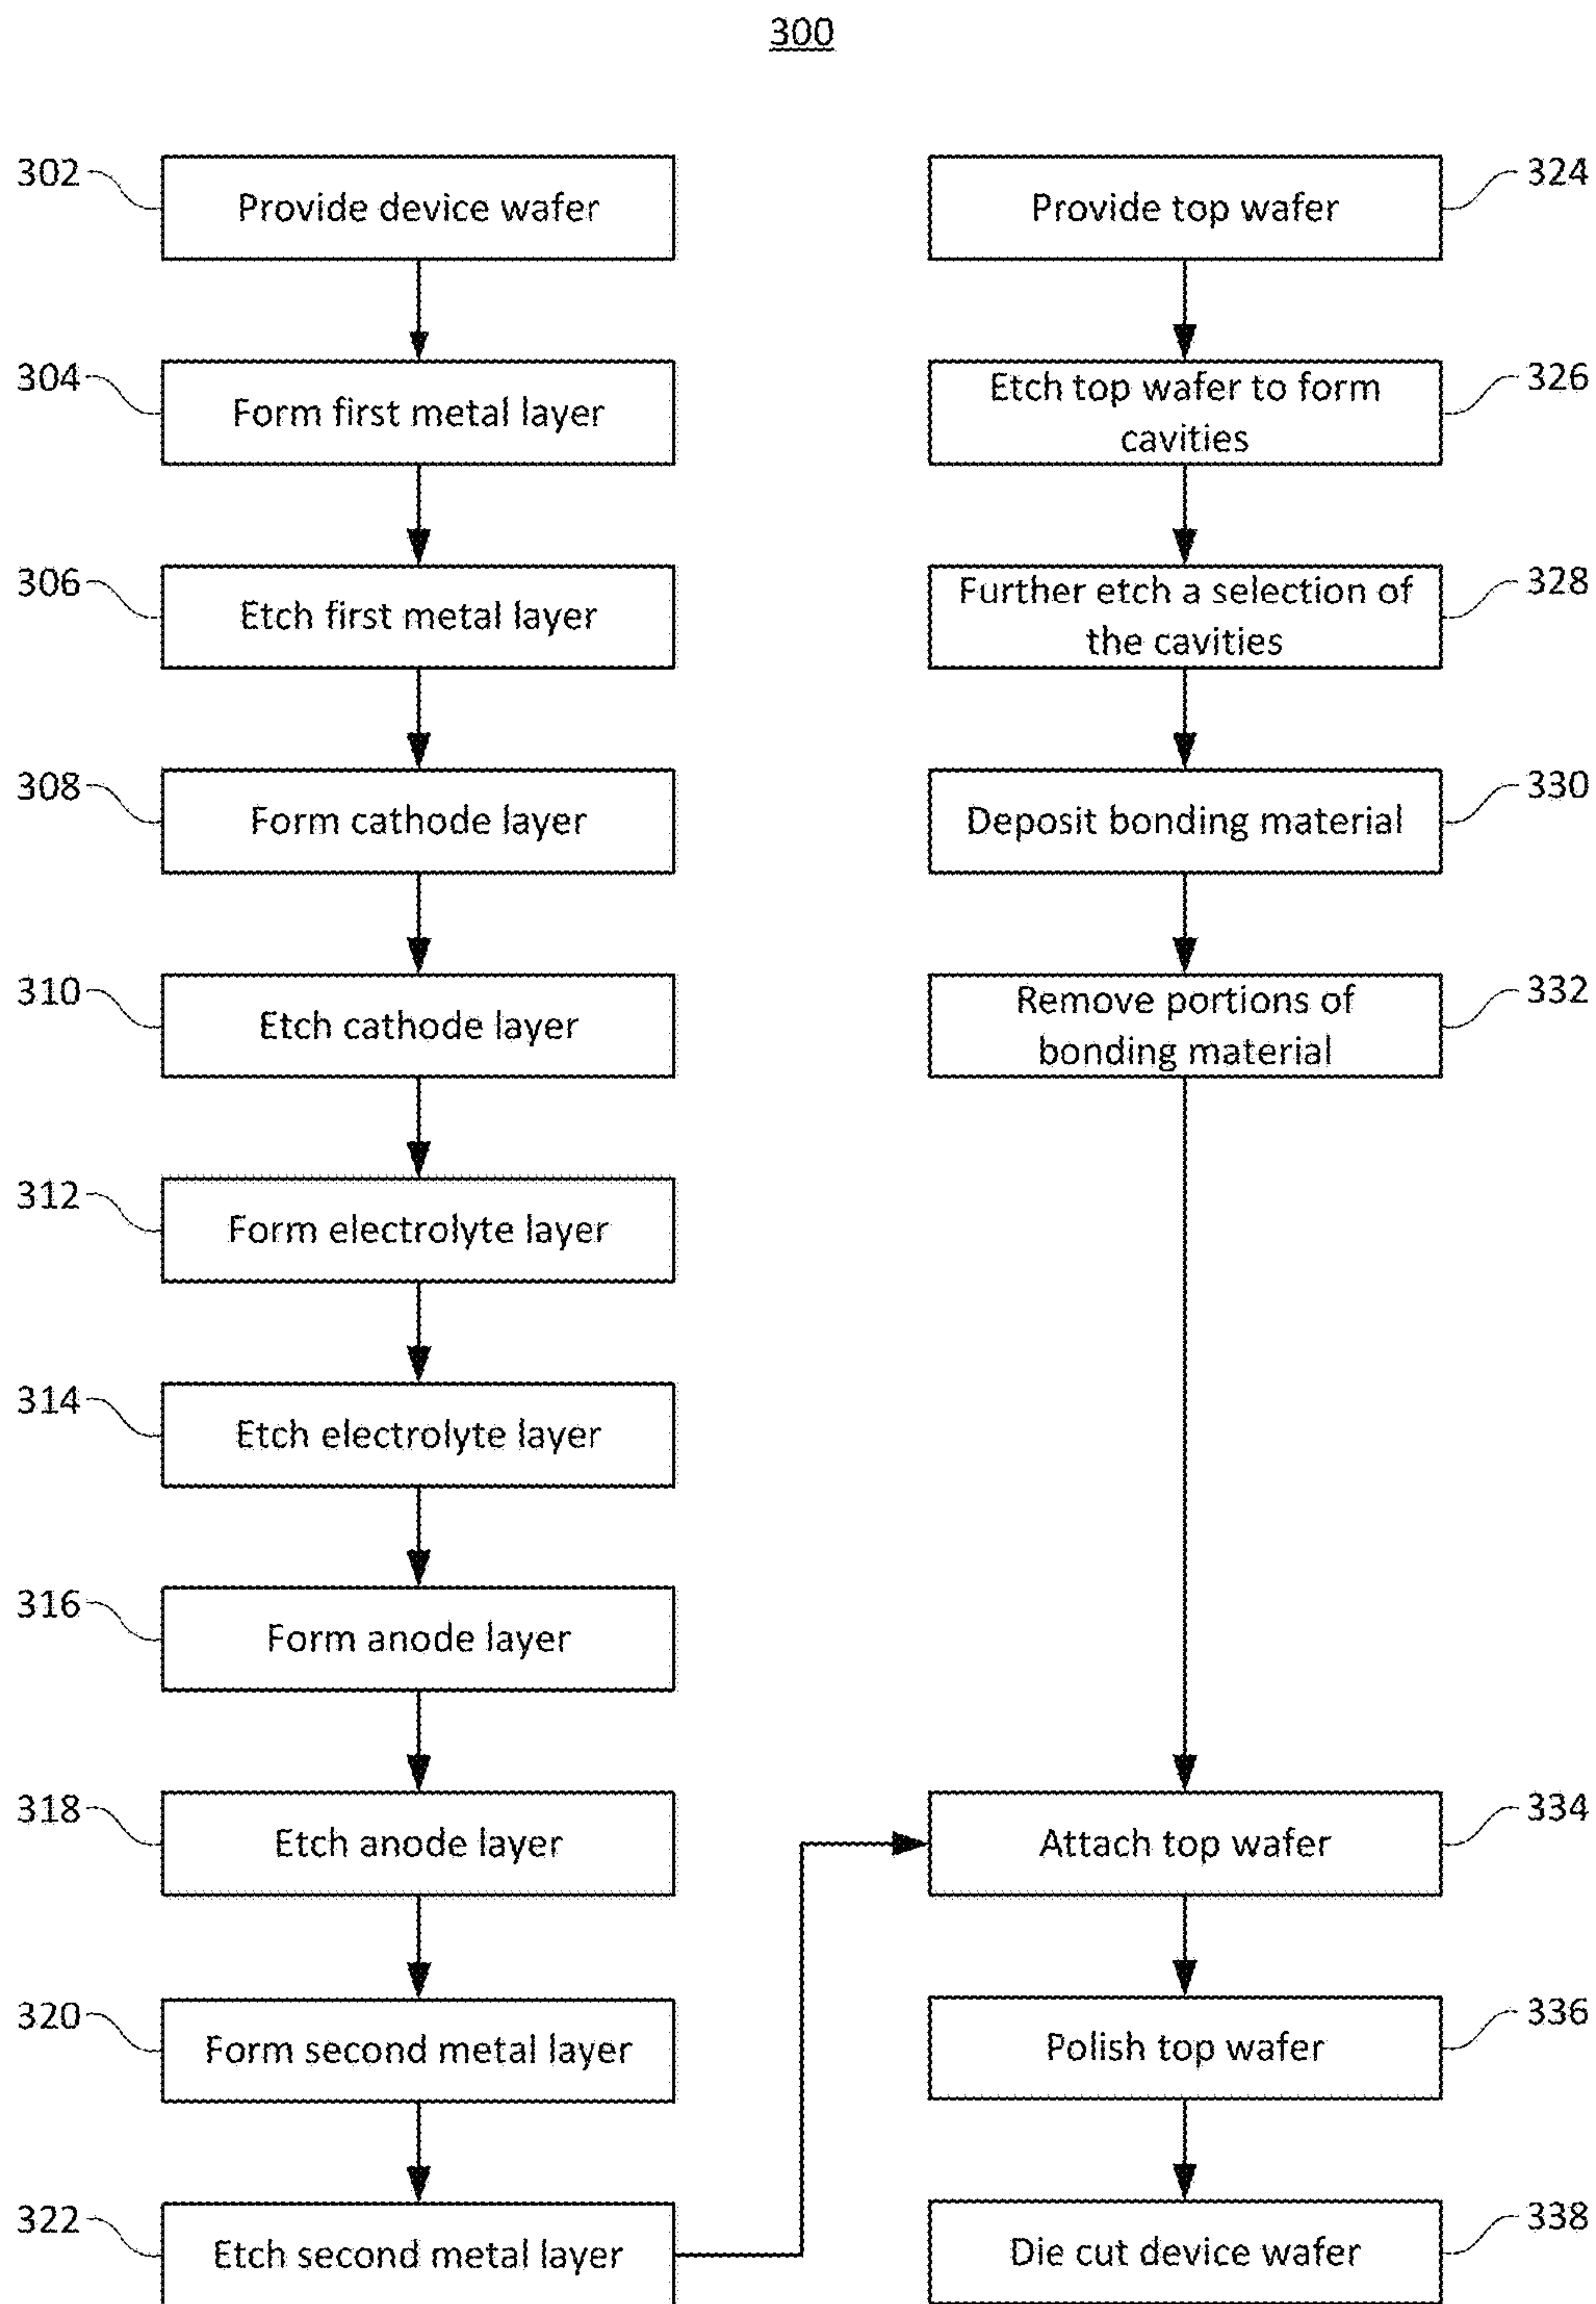 300
302
Provide device wafer
304
Form first metal layer
306
Etch first metal layer
308
Form cathode layer
310
Etch cathode layer
312
Form electrolyte layer
314
Etch electrolyte layer
316
Form anode layer
318
Etch anode layer
320
Form second metal layer
322
Etch second metal layer
Provide top wafer
324
Etch top wafer to form
cavities
326
Further etch a selection of
the cavities
328
Deposit bonding material
330
Remove portions of
bonding material
332
Attach top wafer
334
Polish top wafer
336
Die cut device wafer
338